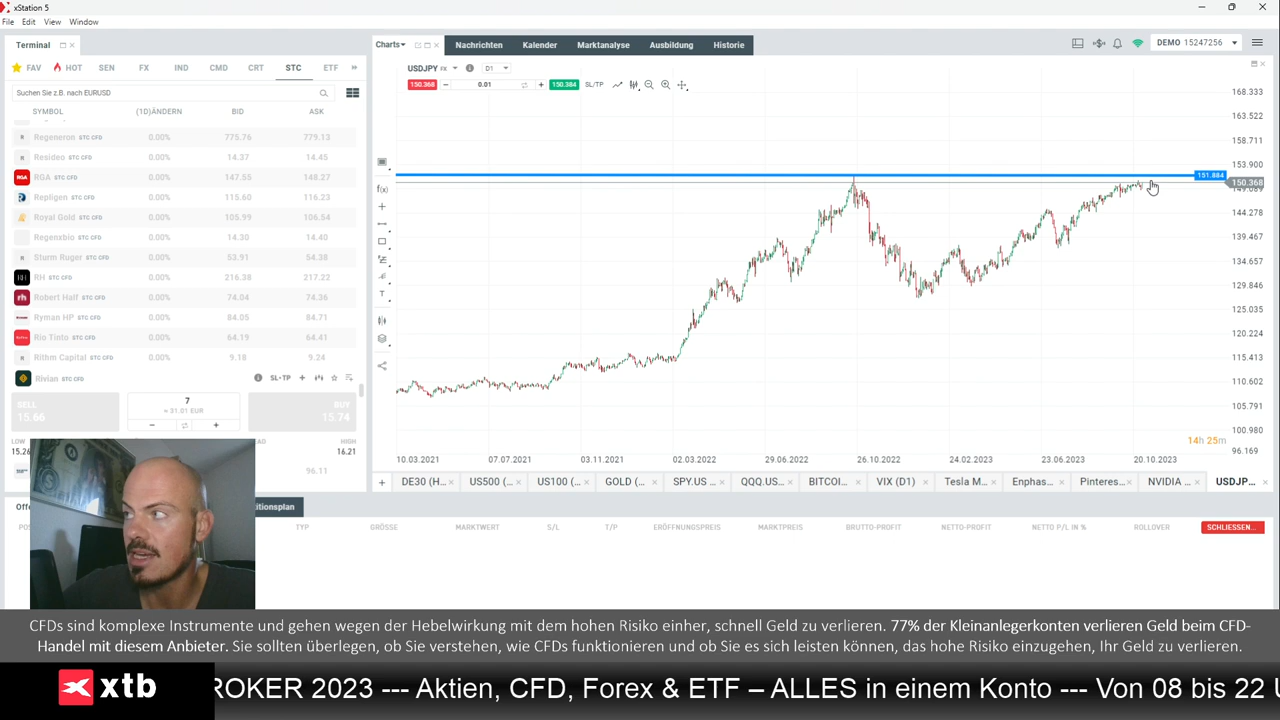 xStation 5
File Edit View Window
Terminal
FAV HOT SEN FX IND CMD CRT STC ETF
Suchen Sie z.B. nach EURUSD
SYMBOL (1D)ÄNDERN BID ASK
R Regeneron STC CFD 0.00% 775.76 779.13
R Resideo STC CFD 0.00% 14.37 14.45
RGA RGA STC CFD 0.00% 147.55 148.27
Repligen STC CFD 0.00% 115.60 116.23
Royal Gold STC CFD 0.00% 105.99 106.54
Regenxbio STC CFD 0.00% 14.30 14.40
R Sturm Ruger STC CFD 0.00% 53.91 54.38
RH STC CFD 0.00% 216.38 217.22
rh Robert Half STC CFD 0.00% 74.04 74.36
Ryman HP STC CFD 0.00% 84.05 84.71
Rio Tinto STC CFD 0.00% 64.19 64.41
R Rithm Capital STC CFD 0.00% 9.18 9.24
Rivian STC CFD SL+TP
SELL 15.66
7
≈ 31.01 EUR
BUY 15.74
LOW HIGH
15.26 16.21
96.11
Charts Nachrichten Kalender Marktanalyse Ausbildung Historie
DEMO 15247256
USDJPY FX D1
150.368 0.01 150.384 SL/TP
f(x)
T
168.333
163.522
158.711
153.900
151.884
150.368
144.278
139.467
134.657
129.846
125.035
120.224
115.413
110.602
105.791
100.980
96.169
14h 25m
10.03.2021 07.07.2021 03.11.2021 02.03.2022 29.06.2022 26.10.2022 24.02.2023 23.06.2023 20.10.2023
DE30 (H... US500 (... US100 (... GOLD (... SPY.US ... QQQ.US... BITCOI... VIX (D1) Tesla M... Enphas... Pinteres... NVIDIA ... USDJP...
itionsplan
TYP GRÖSSE MARKTWERT S/L T/P ERÖFFNUNGSPREIS MARKTPREIS BRUTTO-PROFIT NETTO-PROFIT NETTO P/L IN % ROLLOVER SCHLIESSEN...
CFDs sind komplexe Instrumente und gehen wegen der Hebelwirkung mit dem hohen Risiko einher, schnell Geld zu verlieren. 77% der Kleinanlegerkonten verlieren Geld beim CFD-
Handel mit diesem Anbieter. Sie sollten überlegen, ob Sie verstehen, wie CFDs funktionieren und ob Sie es sich leisten können, das hohe Risiko einzugehen, Ihr Geld zu verlieren.
xtb
ROKER 2023 --- Aktien, CFD, Forex & ETF – ALLES in einem Konto --- Von 08 bis 22 U